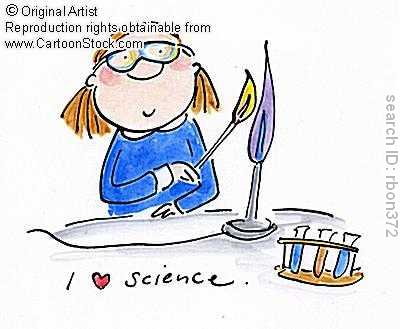 © Original Artist
Reproduction rights obtainable from
www.CartoonStock.com
search ID: rbon372
I ♥ science.